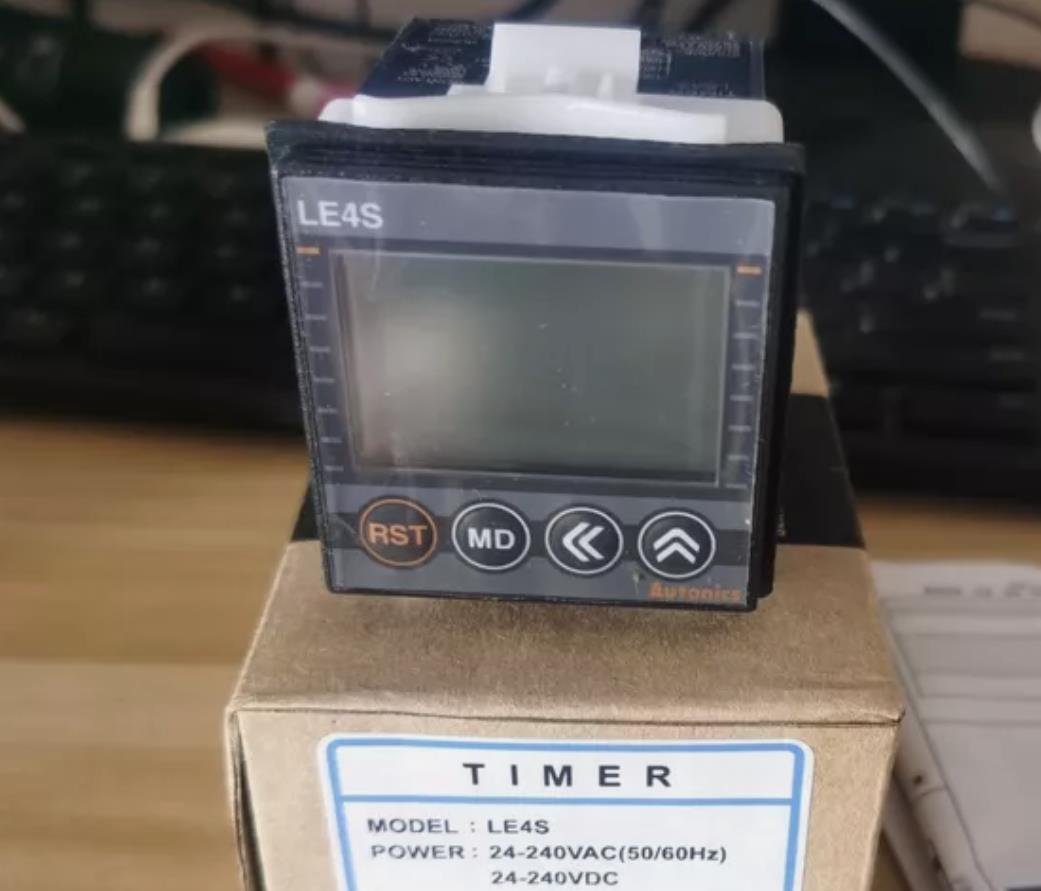 LE4S
RST MD
Autonics
TIMER
MODEL : LE4S
POWER : 24-240VAC(50/60Hz)
24-240VDC